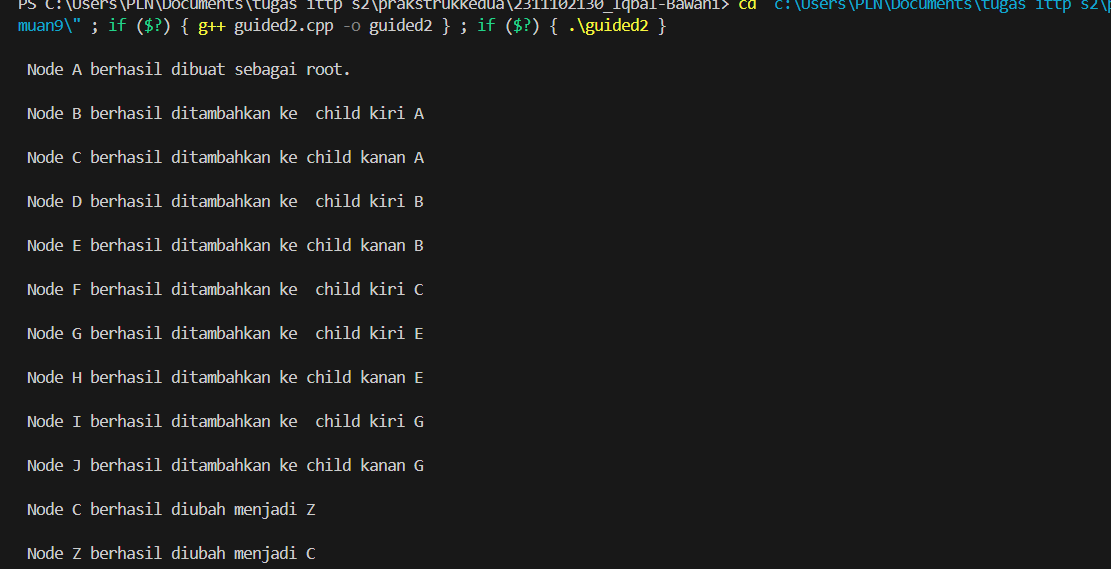 PS C:\Users\PLN\Documents\tugas ittp s2\prakstrukkedua\2311102130_Iqbal-Bawani> cd "c:\Users\PLN\Documents\tugas ittp s2\p
muan9\" ; if ($?) { g++ guided2.cpp -o guided2 } ; if ($?) { .\guided2 }
Node A berhasil dibuat sebagai root.
Node B berhasil ditambahkan ke  child kiri A
Node C berhasil ditambahkan ke child kanan A
Node D berhasil ditambahkan ke  child kiri B
Node E berhasil ditambahkan ke child kanan B
Node F berhasil ditambahkan ke  child kiri C
Node G berhasil ditambahkan ke  child kiri E
Node H berhasil ditambahkan ke child kanan E
Node I berhasil ditambahkan ke  child kiri G
Node J berhasil ditambahkan ke child kanan G
Node C berhasil diubah menjadi Z
Node Z berhasil diubah menjadi C